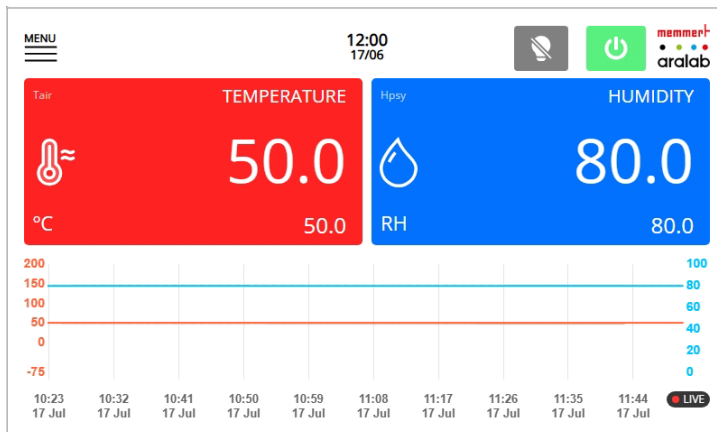 MENU
12:00
17/06
memmert
aralab
Tair
TEMPERATURE
50.0
°C
50.0
Hpsy
HUMIDITY
80.0
RH
80.0
200
150
100
50
0
-75
100
80
60
40
20
0
10:23 10:32 10:41 10:50 10:59 11:08 11:17 11:26 11:35 11:44
17 Jul 17 Jul 17 Jul 17 Jul 17 Jul 17 Jul 17 Jul 17 Jul 17 Jul 17 Jul
LIVE